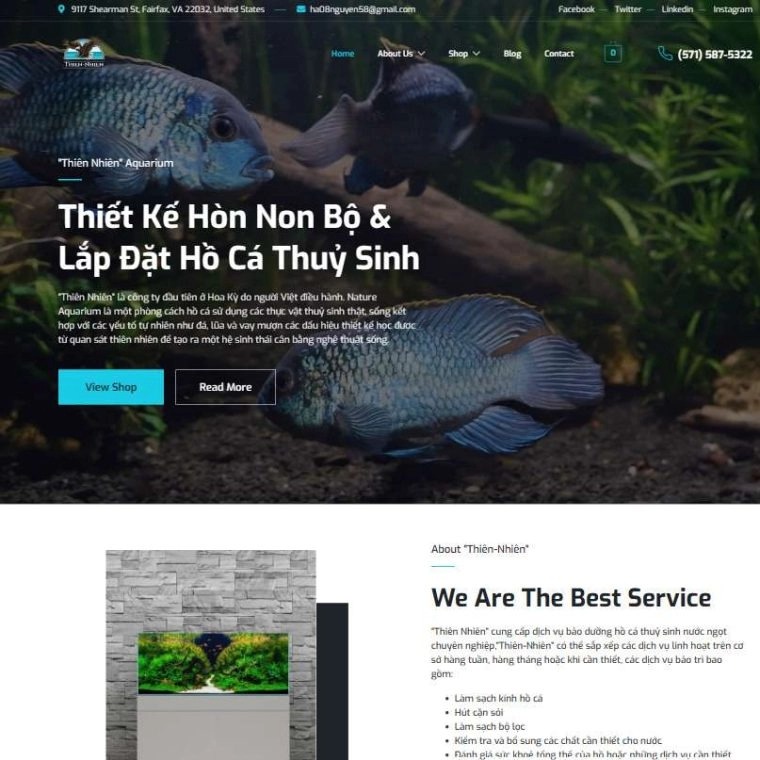 9117 Shearman St, Fairfax, VA 22032, United States
ha08nguyen58@gmail.com
Facebook
Twitter
Linkedin
Instagram
Thien-Nhien
Home
About Us
Shop
Blog
Contact
0
(571) 587-5322
"Thiên Nhiên" Aquarium
Thiết Kế Hòn Non Bộ &
Lắp Đặt Hồ Cá Thuỷ Sinh
"Thiên Nhiên" là công ty đầu tiên ở Hoa Kỳ do người Việt điều hành. Nature
Aquarium là một phong cách hồ cá sử dụng các thực vật thuỷ sinh thật, sống kết
hợp với các yếu tố tự nhiên như đá, lũa và vay mượn các dấu hiệu thiết kế học được
từ quan sát thiên nhiên để tạo ra một hệ sinh thái cân bằng nghệ thuật sống.
View Shop
Read More
About "Thiên-Nhiên"
We Are The Best Service
"Thiên Nhiên" cung cấp dịch vụ bảo dưỡng hồ cá thuỷ sinh nước ngọt
chuyên nghiệp,"Thiên-Nhiên" có thể sắp xếp các dịch vụ linh hoạt trên cơ
sở hàng tuần, hàng tháng hoặc khi cần thiết, các dịch vụ bảo trì bao
gồm:
• Làm sạch kính hồ cá
• Hút cặn sỏi
• Làm sạch bộ lọc
• Kiểm tra và bổ sung các chất cần thiết cho nước
• Đánh giá sức khoẻ tổng thể của hồ hoặc những dịch vụ cần thiết